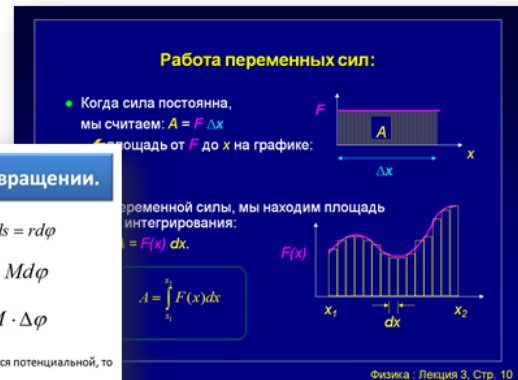 Работа переменных сил:
Когда сила постоянна,
мы считаем: A = F Δx
площадь от F до x на графике:
F
A
x
Δx
вращении.
ds = rdφ
Mdφ
M · Δφ
ся потенциальной, то
ременной силы, мы находим площадь
интегрирования:
= F(x) dx.
A = ∫ F(x)dx
x₂
x₁
F(x)
x₁
x₂
dx
Физика : Лекция 3, Стр. 10